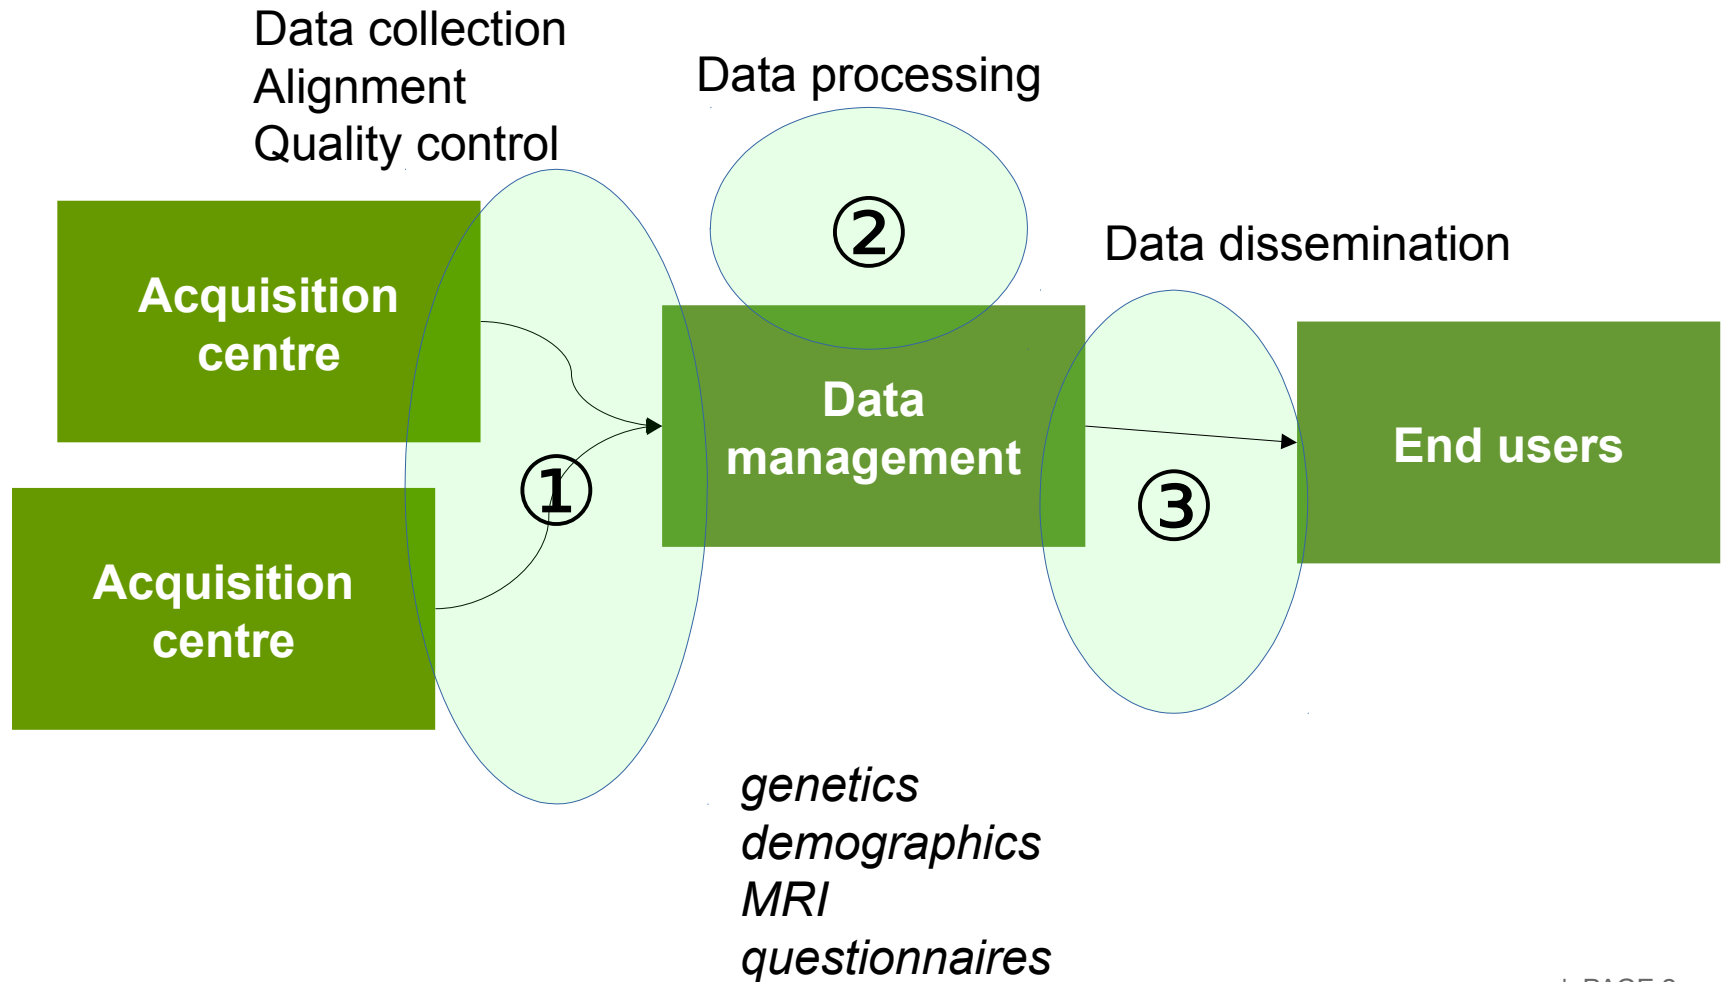 Data collection
Alignment
Quality control
Data processing
②
Data dissemination
Acquisition
centre
①
Data
management
③
End users
Acquisition
centre
genetics
demographics
MRI
questionnaires
PAGE